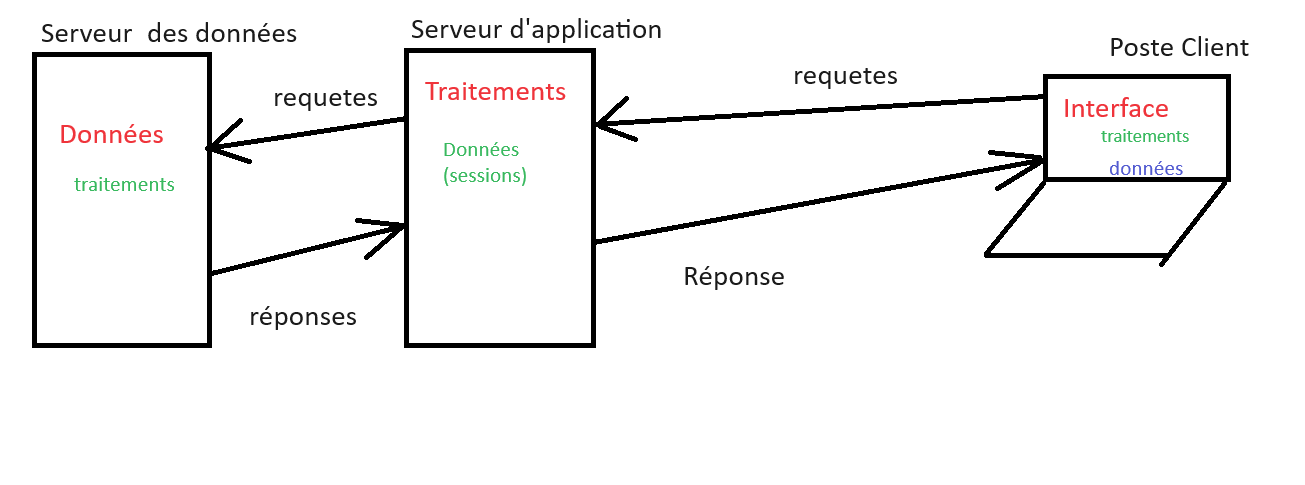 Serveur des données
Serveur d'application
Poste Client
requetes
requetes
Données
traitements
Traitements
Données
(sessions)
Interface
traitements
données
réponses
Réponse